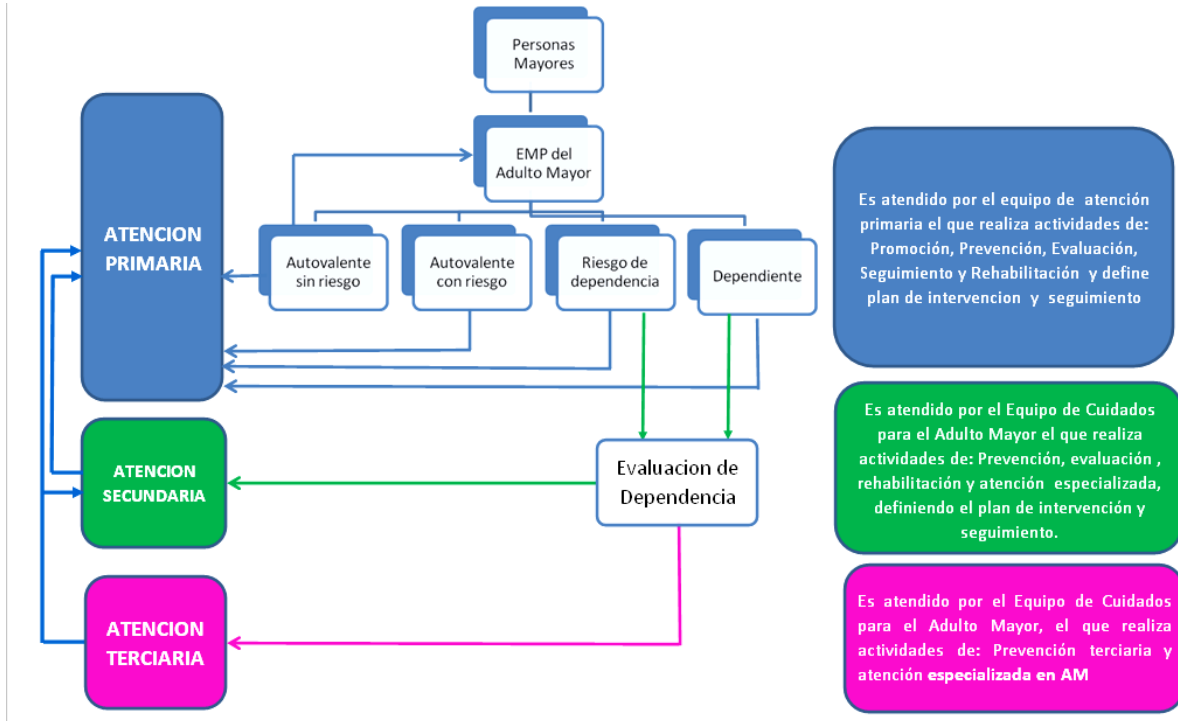 Personas
Mayores
EMP del
Adulto Mayor
ATENCION
PRIMARIA
Autovalente
sin riesgo
Autovalente
con riesgo
Riesgo de
dependencia
Dependiente
Es atendido por el equipo de atención
primaria el que realiza actividades de:
Promoción, Prevención, Evaluación,
Seguimiento y Rehabilitación y define
plan de intervencion y seguimiento
ATENCION
SECUNDARIA
Evaluacion de
Dependencia
Es atendido por el Equipo de Cuidados
para el Adulto Mayor el que realiza
actividades de: Prevención, evaluación ,
rehabilitación y atención especializada,
definiendo el plan de intervención y
seguimiento.
ATENCION
TERCIARIA
Es atendido por el Equipo de Cuidados
para el Adulto Mayor, el que realiza
actividades de: Prevención terciaria y
atención especializada en AM